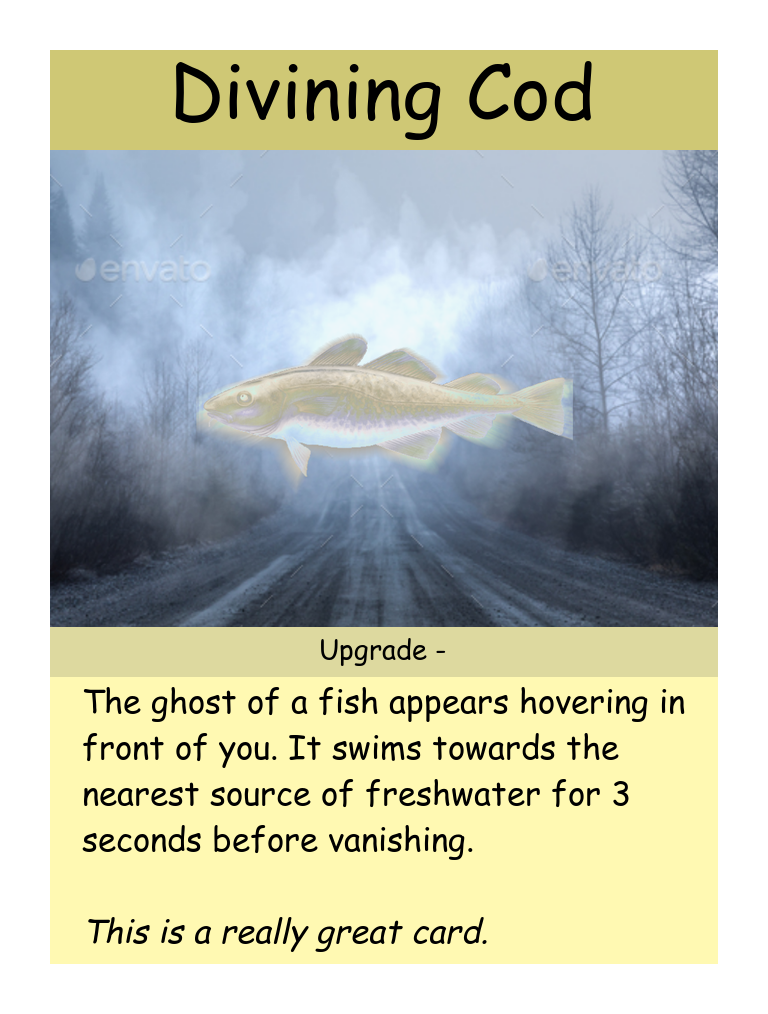 Divining Cod
envato envato
Upgrade -
The ghost of a fish appears hovering in
front of you. It swims towards the
nearest source of freshwater for 3
seconds before vanishing.
This is a really great card.